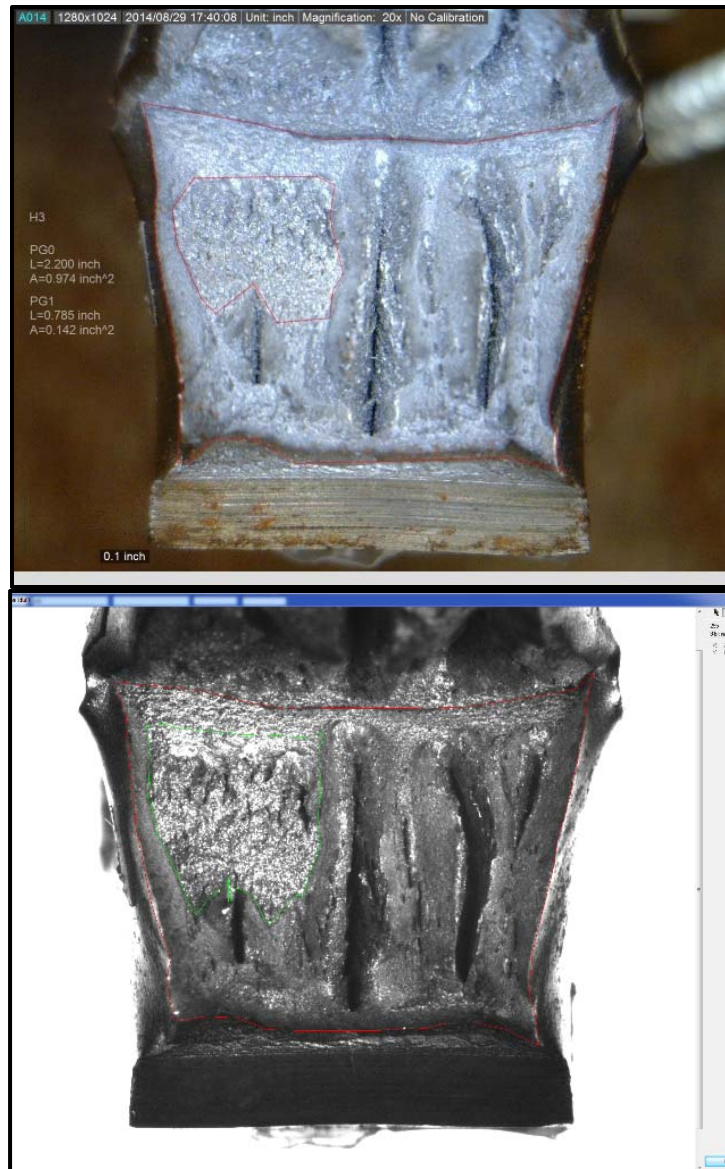 A014 1280x1024 2014/08/29 17:40:08 Unit: inch Magnification: 20x No Calibration
H3
PG0
L=2.200 inch
A=0.974 inch^2
PG1
L=0.785 inch
A=0.142 inch^2
0.1 inch